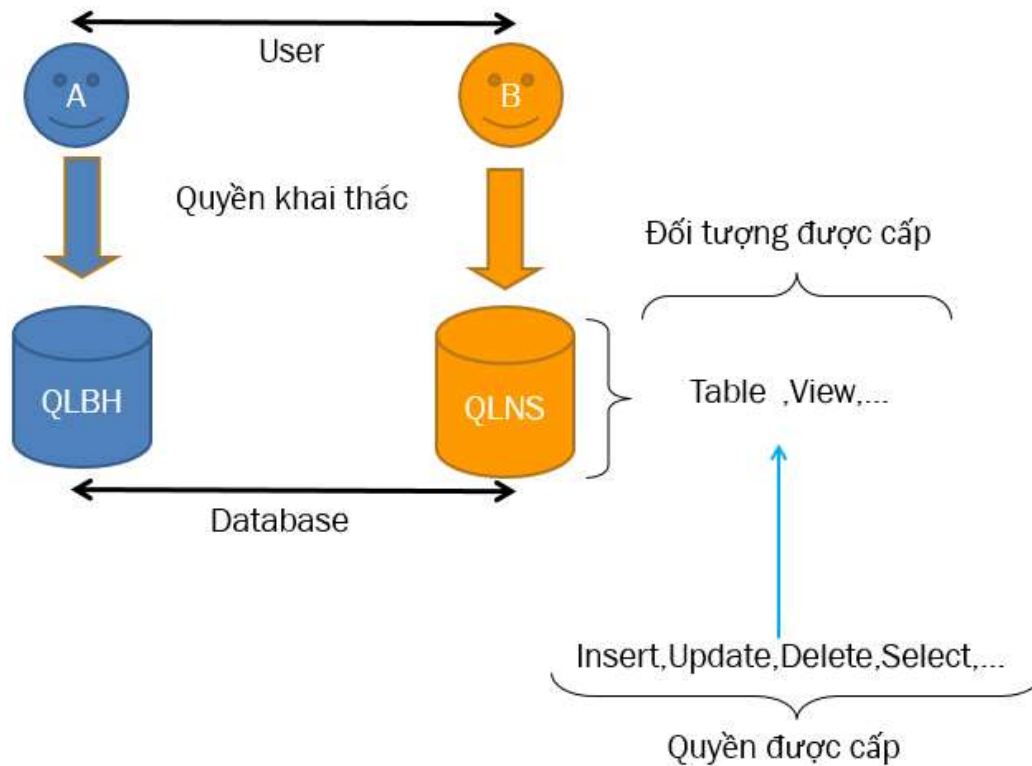 User
A
B
Quyền khai thác
Đối tượng được cấp
QLBH
QLNS
Table ,View,...
Database
Insert,Update,Delete,Select,...
Quyền được cấp